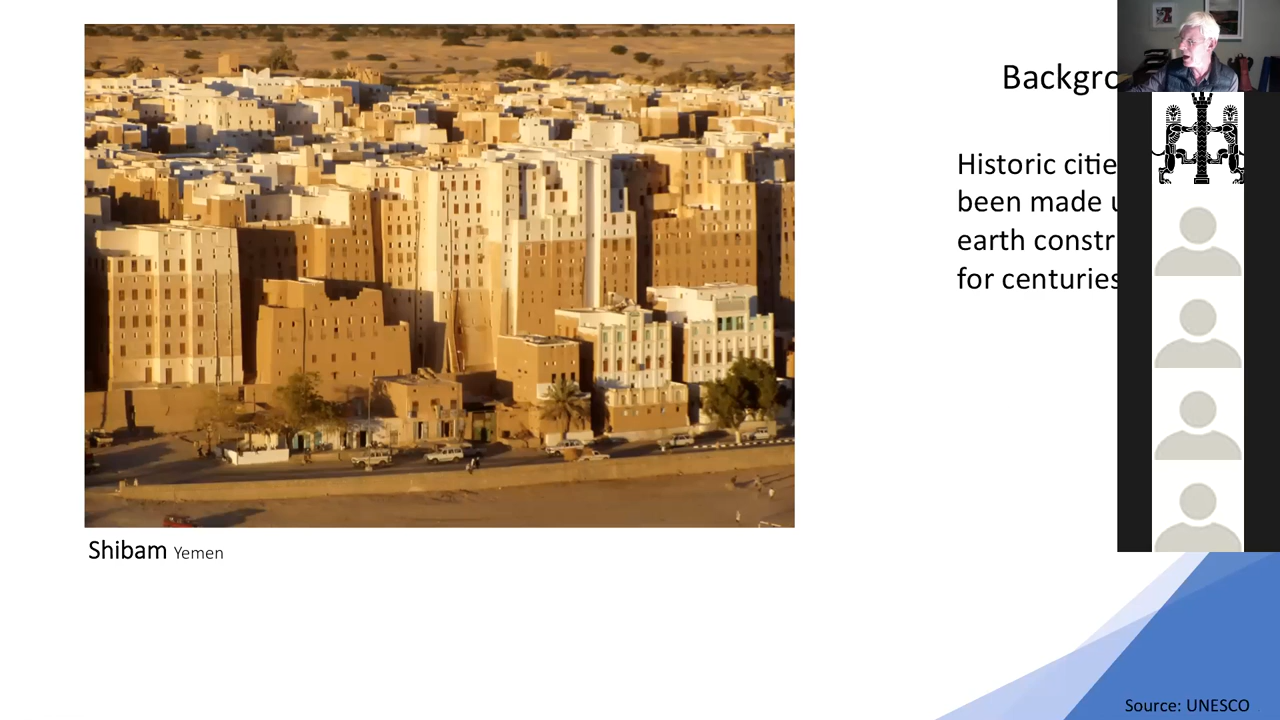 Backgro
Historic citie
been made u
earth constr
for centuries
Shibam Yemen
Source: UNESCO